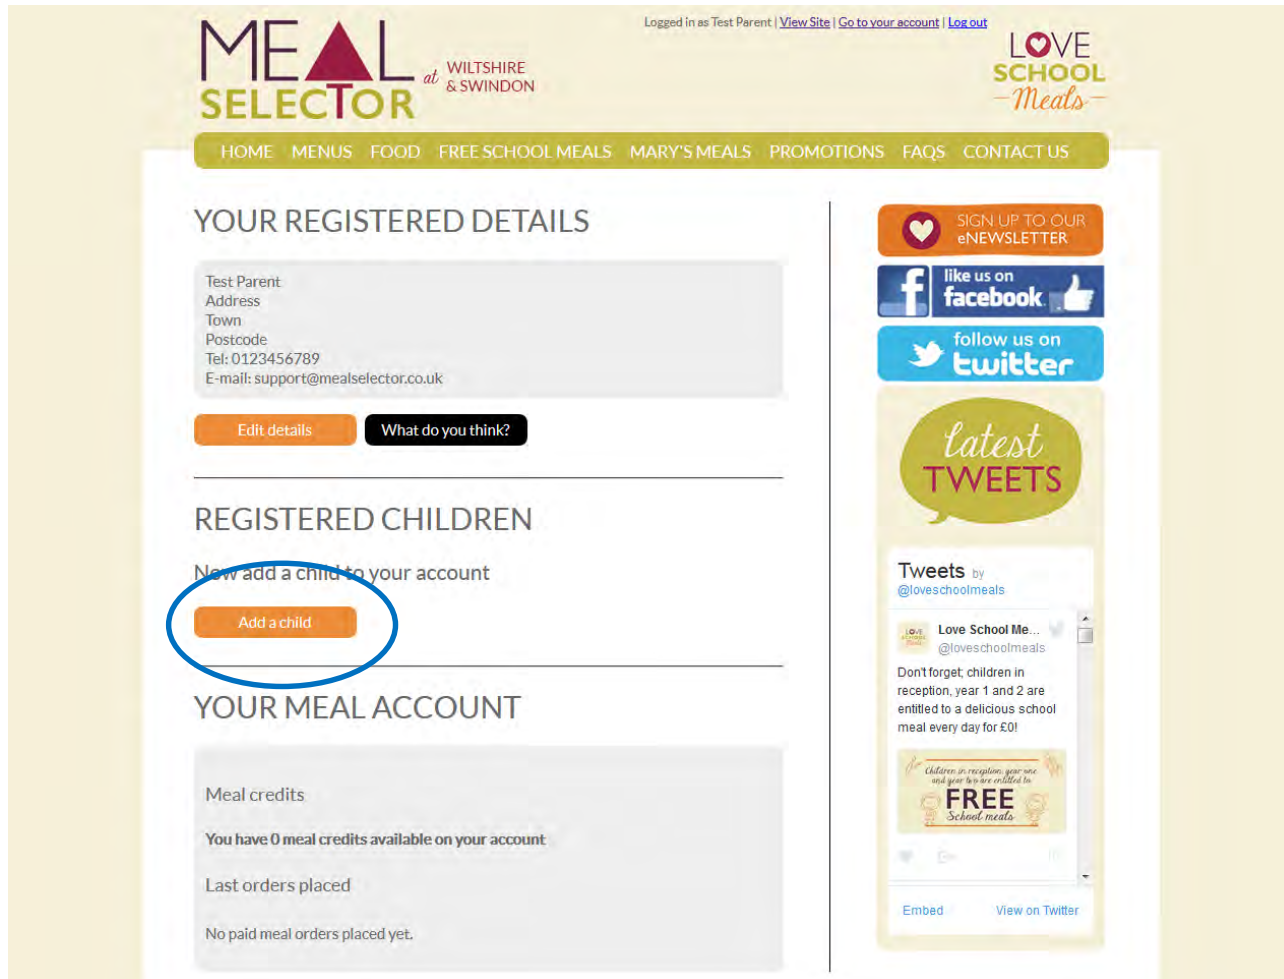 Logged in as Test Parent | View Site | Go to your account | Log out
MEAL
SELECTOR
at WILTSHIRE
& SWINDON
LOVE
SCHOOL
Meals
HOME MENUS FOOD FREE SCHOOL MEALS MARY'S MEALS PROMOTIONS FAQS CONTACT US
YOUR REGISTERED DETAILS
Test Parent
Address
Town
Postcode
Tel: 0123456789
E-mail: support@mealselector.co.uk
Edit details
What do you think?
REGISTERED CHILDREN
Now add a child to your account
Add a child
YOUR MEAL ACCOUNT
Meal credits
You have 0 meal credits available on your account
Last orders placed
No paid meal orders placed yet.
SIGN UP TO OUR
eNEWSLETTER
f
like us on
facebook
follow us on
twitter
latest
TWEETS
Tweets by
@loveschoolmeals
LOVE
SCHOOL
Meals
Love School Me...
@loveschoolmeals
Don't forget; children in
reception, year 1 and 2 are
entitled to a delicious school
meal every day for £0!
Children in reception, year one
and year two are entitled to
FREE
School meals
Embed
View on Twitter